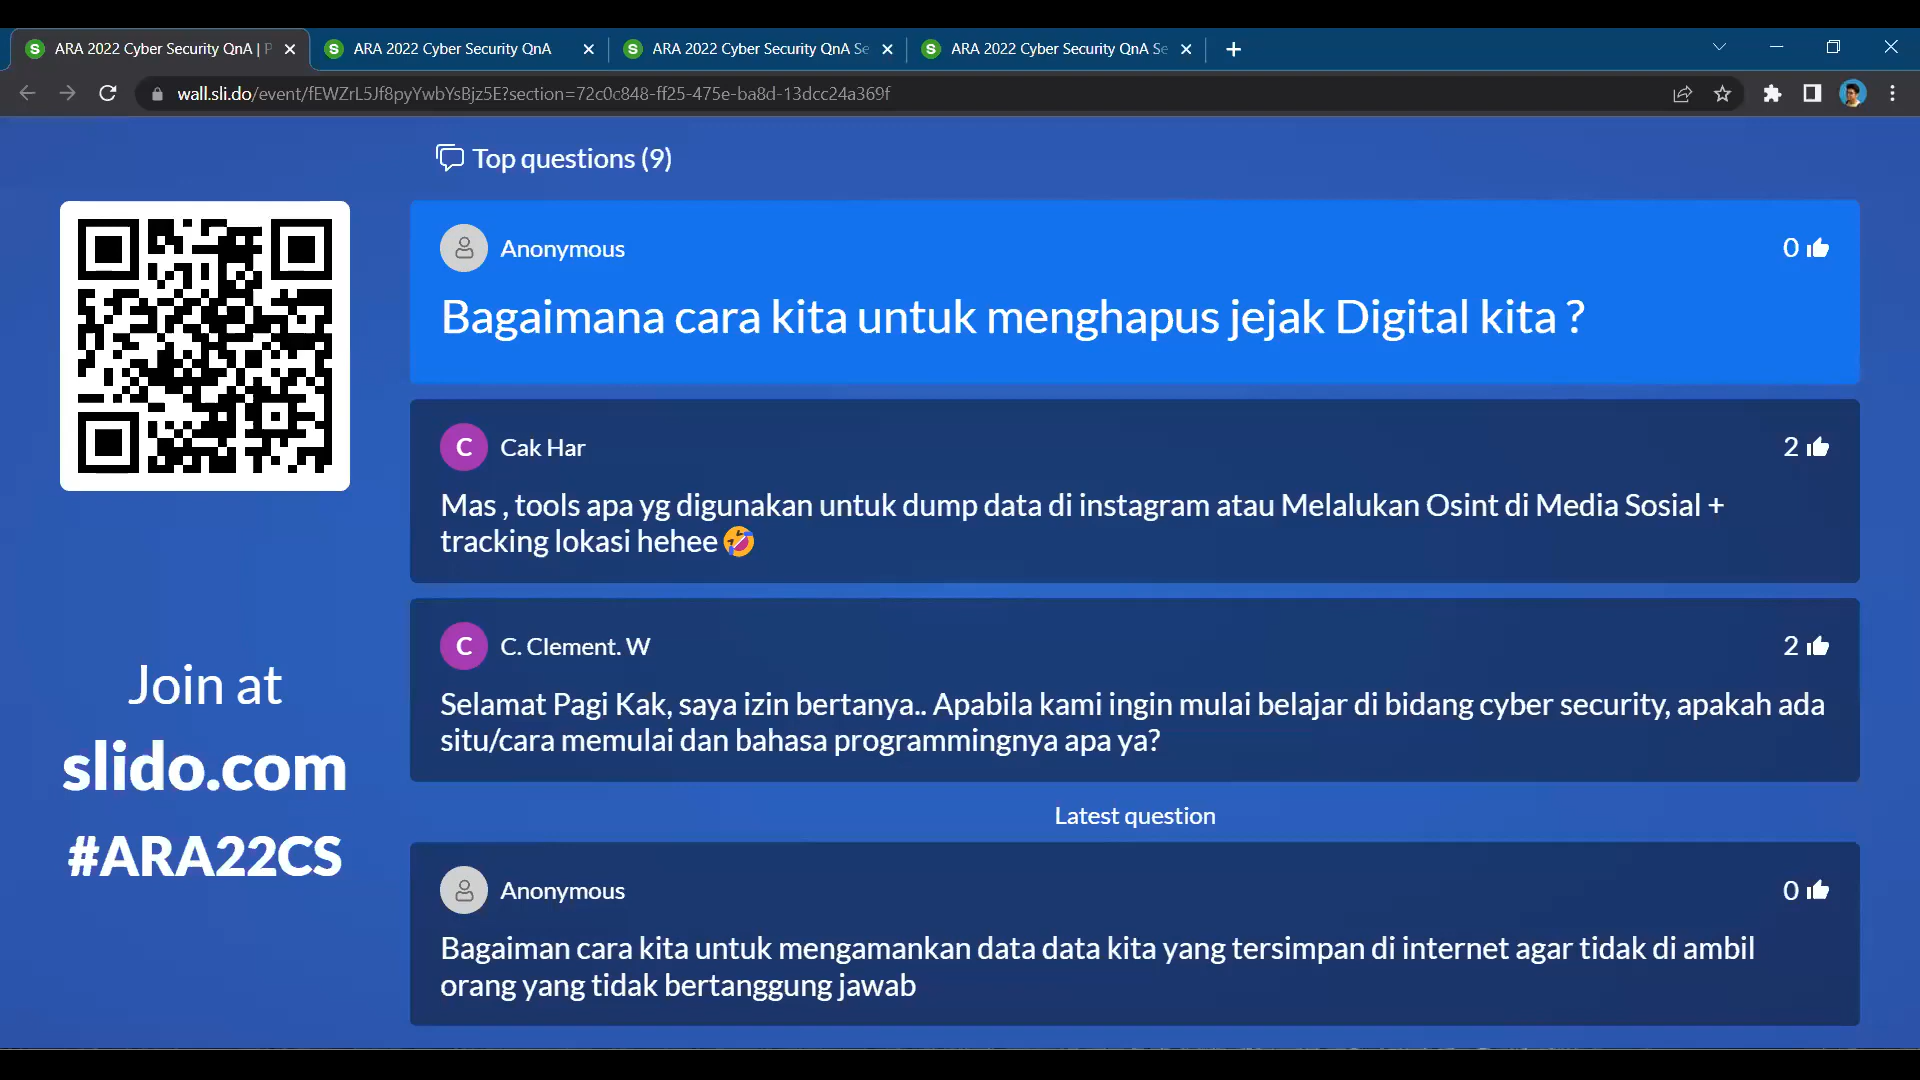 ARA 2022 Cyber Security QnA | P
ARA 2022 Cyber Security QnA
ARA 2022 Cyber Security QnA Se
ARA 2022 Cyber Security QnA Se
wall.sli.do/event/fEWZrL5Jf8pyYwbYsBjz5E?section=72c0c848-ff25-475e-ba8d-13dcc24a369f
Top questions (9)
Anonymous
0
Bagaimana cara kita untuk menghapus jejak Digital kita ?
C
Cak Har
2
Mas , tools apa yg digunakan untuk dump data di instagram atau Melalukan Osint di Media Sosial +
tracking lokasi hehee 🤣
C
C. Clement. W
2
Selamat Pagi Kak, saya izin bertanya.. Apabila kami ingin mulai belajar di bidang cyber security, apakah ada
situ/cara memulai dan bahasa programmingnya apa ya?
Latest question
Anonymous
0
Bagaiman cara kita untuk mengamankan data data kita yang tersimpan di internet agar tidak di ambil
orang yang tidak bertanggung jawab
Join at
slido.com
#ARA22CS